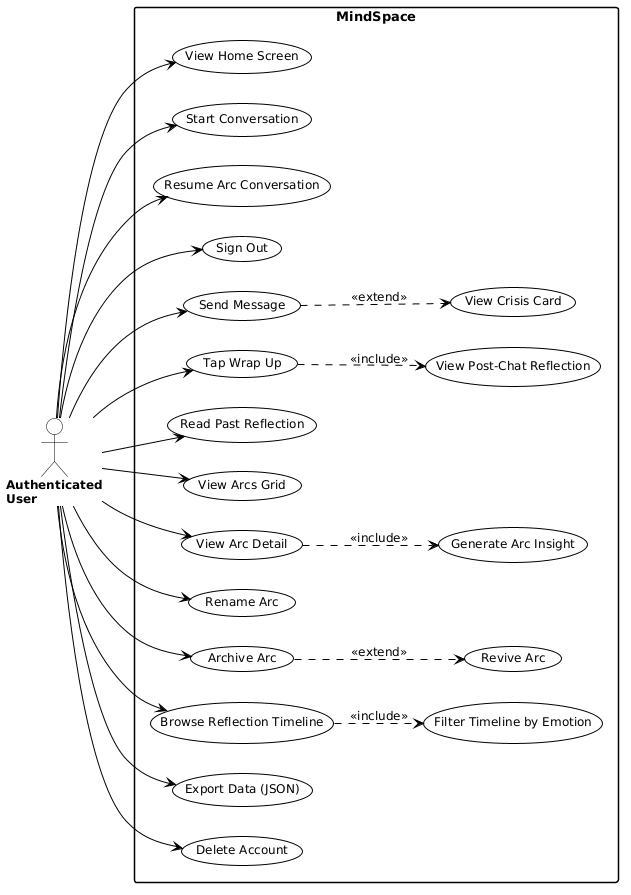 MindSpace
View Home Screen
Start Conversation
Resume Arc Conversation
Sign Out
Send Message
«extend»
View Crisis Card
Tap Wrap Up
«include»
View Post-Chat Reflection
Read Past Reflection
Authenticated
User
View Arcs Grid
View Arc Detail
«include»
Generate Arc Insight
Rename Arc
Archive Arc
«extend»
Revive Arc
Browse Reflection Timeline
«include»
Filter Timeline by Emotion
Export Data (JSON)
Delete Account